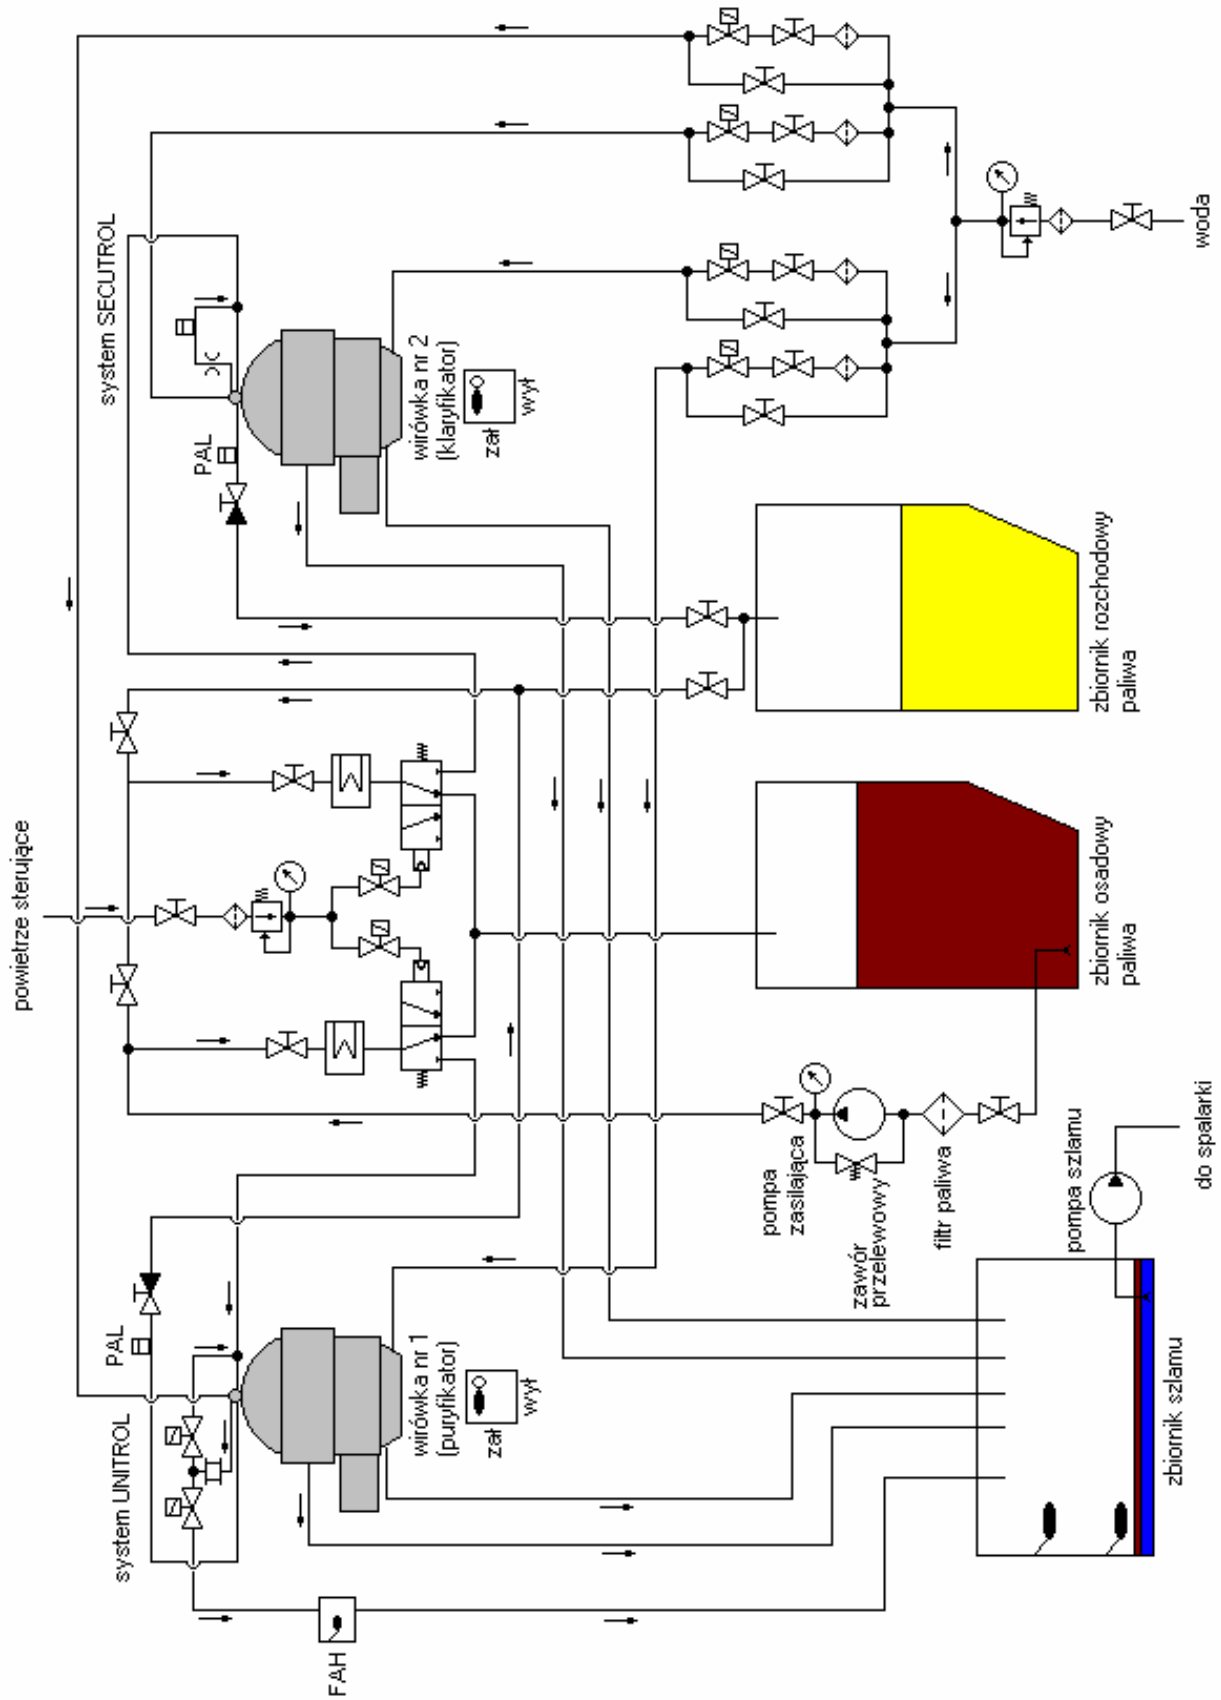 powietrze sterujące
system UNITROL
PAL
FAH
wirówka nr 1
(puryfikator)
zał
wył
system SECUTROL
PAL
wirówka nr 2
(klaryfikator)
zał
wył
pompa
zasilająca
zawór
przelewowy
filtr paliwa
zbiornik osadowy
paliwa
zbiornik rozchodowy
paliwa
woda
pompa szlamu
do spalarki
zbiornik szlamu